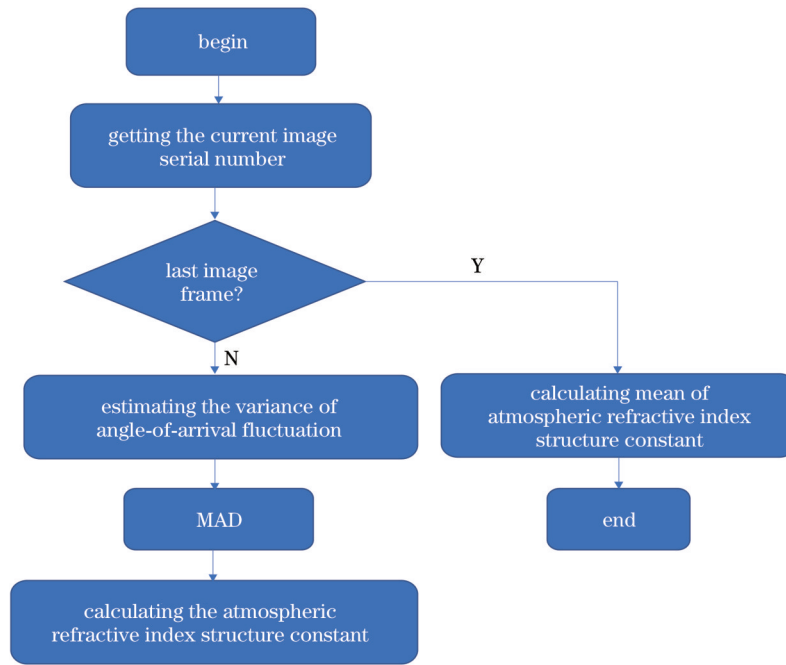 begin
getting the current image
serial number
last image
frame?
Y
N
estimating the variance of
angle-of-arrival fluctuation
calculating mean of
atmospheric refractive index
structure constant
MAD
end
calculating the atmospheric
refractive index structure constant